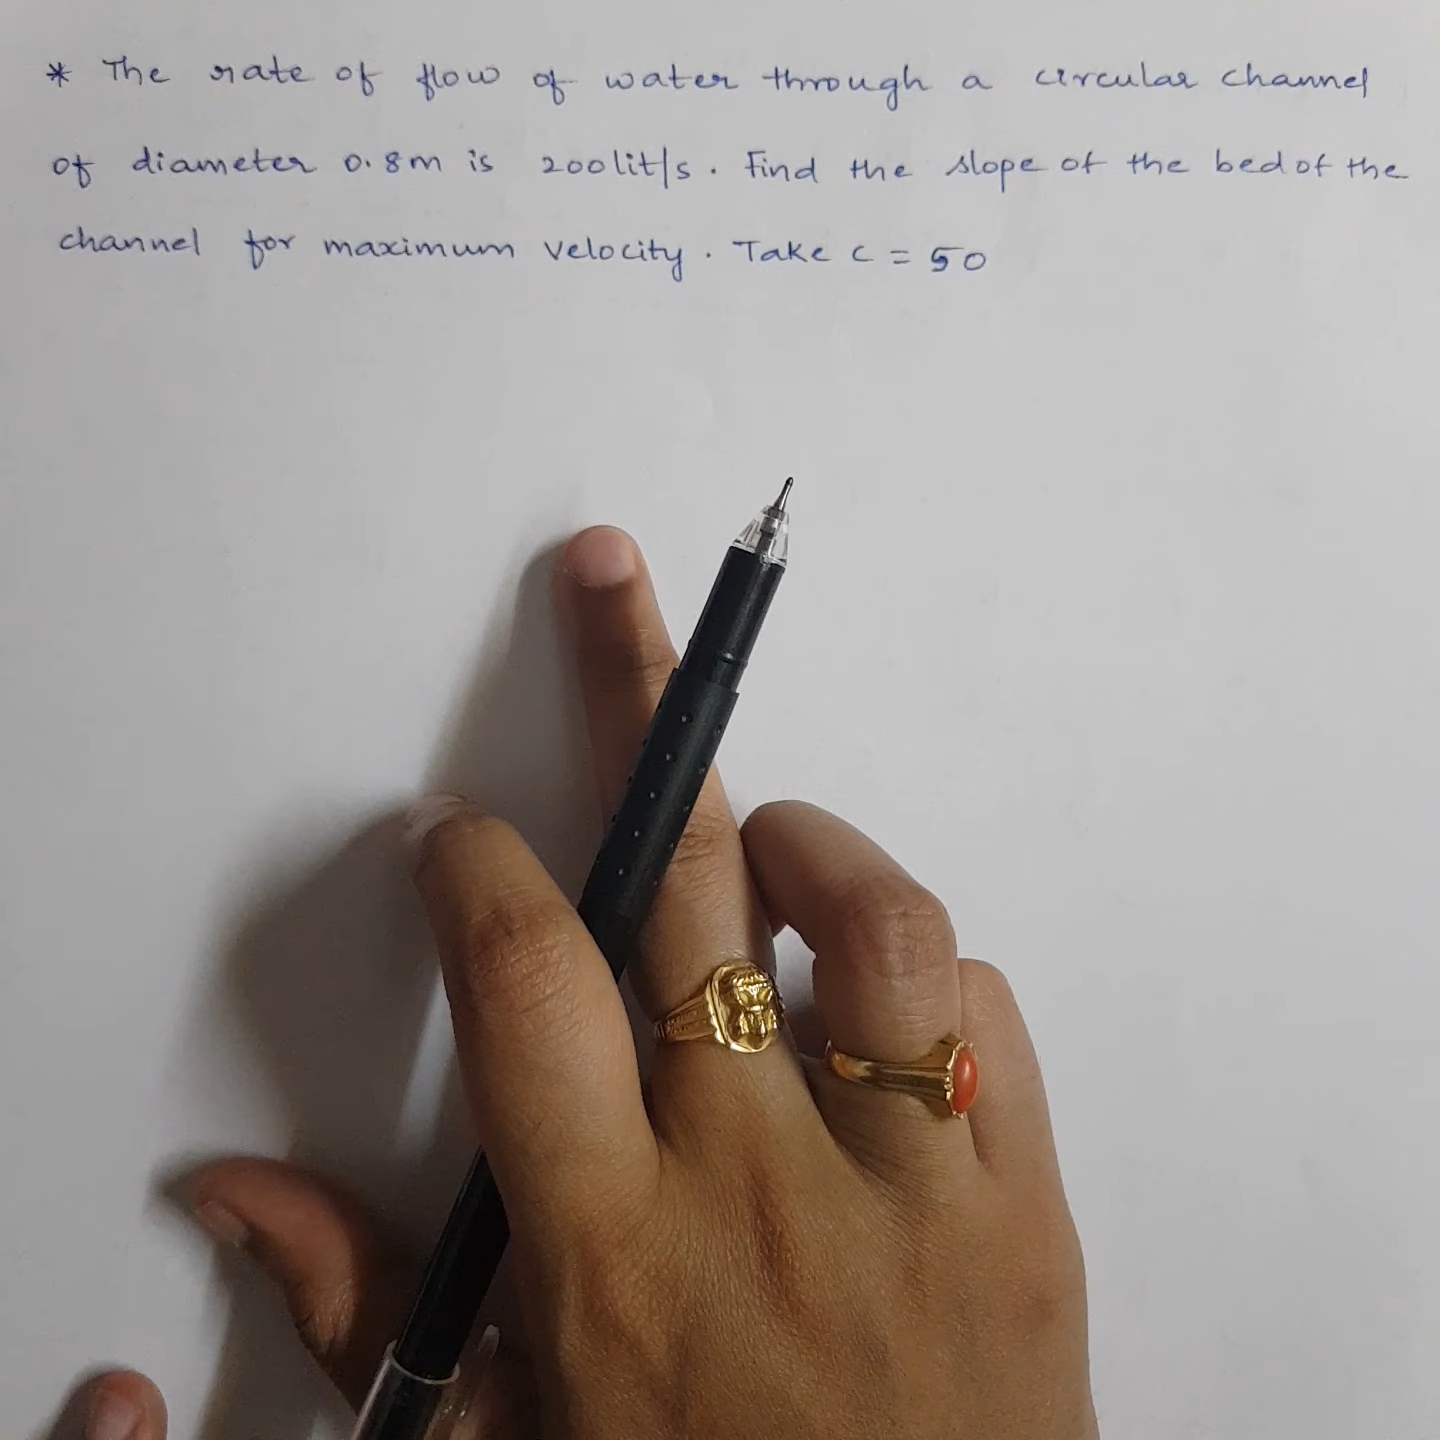 * The rate of flow of water through a circular channel
of diameter 0.8m is 200lit/s. Find the slope of the bed of the
channel for maximum velocity. Take c = 50